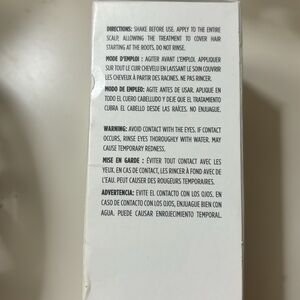 DIRECTIONS: SHAKE BEFORE USE. APPLY TO THE ENTIRE
SCALP, ALLOWING THE TREATMENT TO COVER HAIR
STARTING AT THE ROOTS. DO NOT RINSE.
MODE D'EMPLOI : AGITER AVANT L'EMPLOI. APPLIQUER
SUR TOUT LE CUIR CHEVELU EN LAISSANT LE SOIN COUVRIR
LES CHEVEUX À PARTIR DES RACINES. NE PAS RINCER.
MODO DE EMPLEO: AGITE ANTES DE USAR. APLIQUE EN
TODO EL CUERO CABELLUDO Y DEJE QUE EL TRATAMIENTO
CUBRA EL CABELLO DESDE LAS RAÍCES. NO ENJUAGUE.
WARNING: AVOID CONTACT WITH THE EYES. IF CONTACT
OCCURS, RINSE EYES THOROUGHLY WITH WATER. MAY
CAUSE TEMPORARY REDNESS.
MISE EN GARDE : ÉVITER TOUT CONTACT AVEC LES
YEUX. EN CAS DE CONTACT, LES RINCER À FOND AVEC DE
L'EAU. PEUT CAUSER DES ROUGEURS TEMPORAIRES.
ADVERTENCIA: EVITE EL CONTACTO CON LOS OJOS. EN
CASO DE CONTACTO CON LOS OJOS, ENJUAGUE BIEN CON
AGUA. PUEDE CAUSAR ENROJECIMIENTO TEMPORAL.